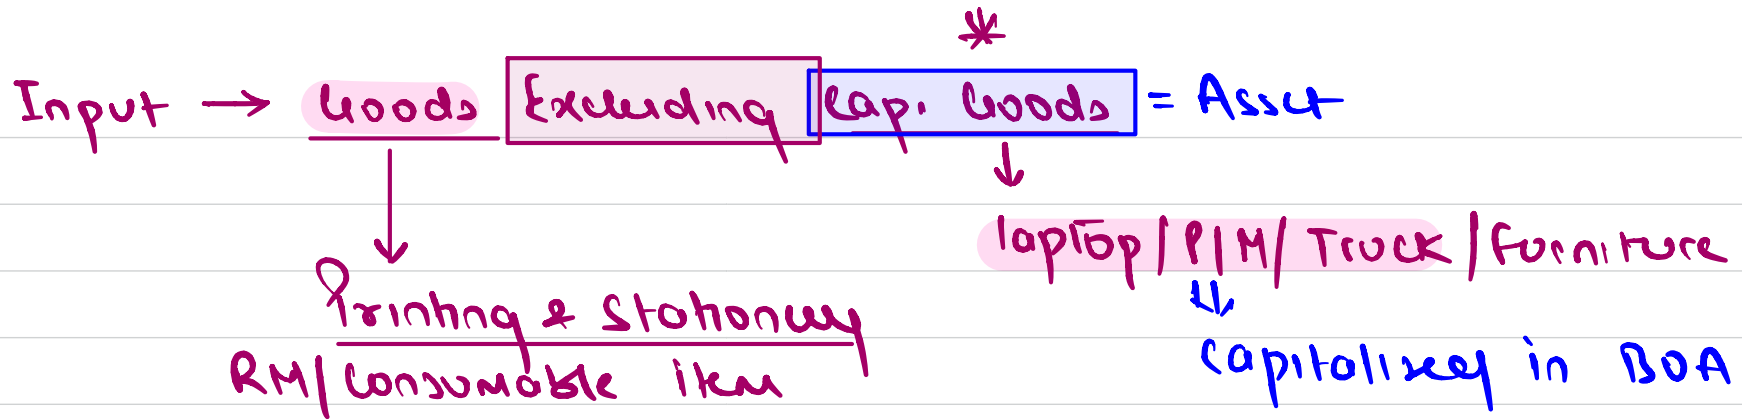 *
Input → Goods Excluding Cap. Goods = Asset
laptop/P/M/Truck/Furniture
Printing & Stationery
RM/Consumable item
Capitalised in BOA